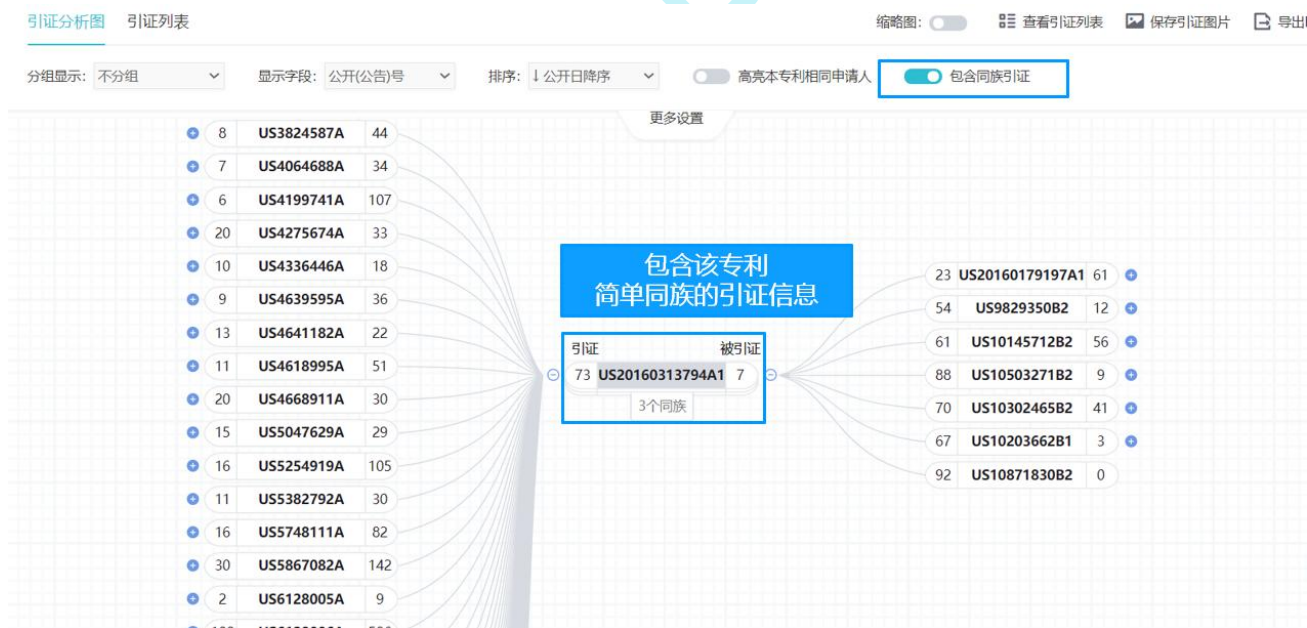 引证分析图 引证列表 缩略图: 查看引证列表 保存引证图片 导出
分组显示: 不分组 显示字段: 公开(公告)号 排序: ↓公开日降序 高亮本专利相同申请人 包含同族引证
更多设置
8 US3824587A 44
7 US4064688A 34
6 US4199741A 107
20 US4275674A 33
10 US4336446A 18
9 US4639595A 36
13 US4641182A 22
11 US4618995A 51
20 US4668911A 30
15 US5047629A 29
16 US5254919A 105
11 US5382792A 30
16 US5748111A 82
30 US5867082A 142
2 US6128005A 9
包含该专利
简单同族的引证信息
引证 被引证
73 US20160313794A1 7
3个同族
23 US20160179197A1 61
54 US9829350B2 12
61 US10145712B2 56
88 US10503271B2 9
70 US10302465B2 41
67 US10203662B1 3
92 US10871830B2 0